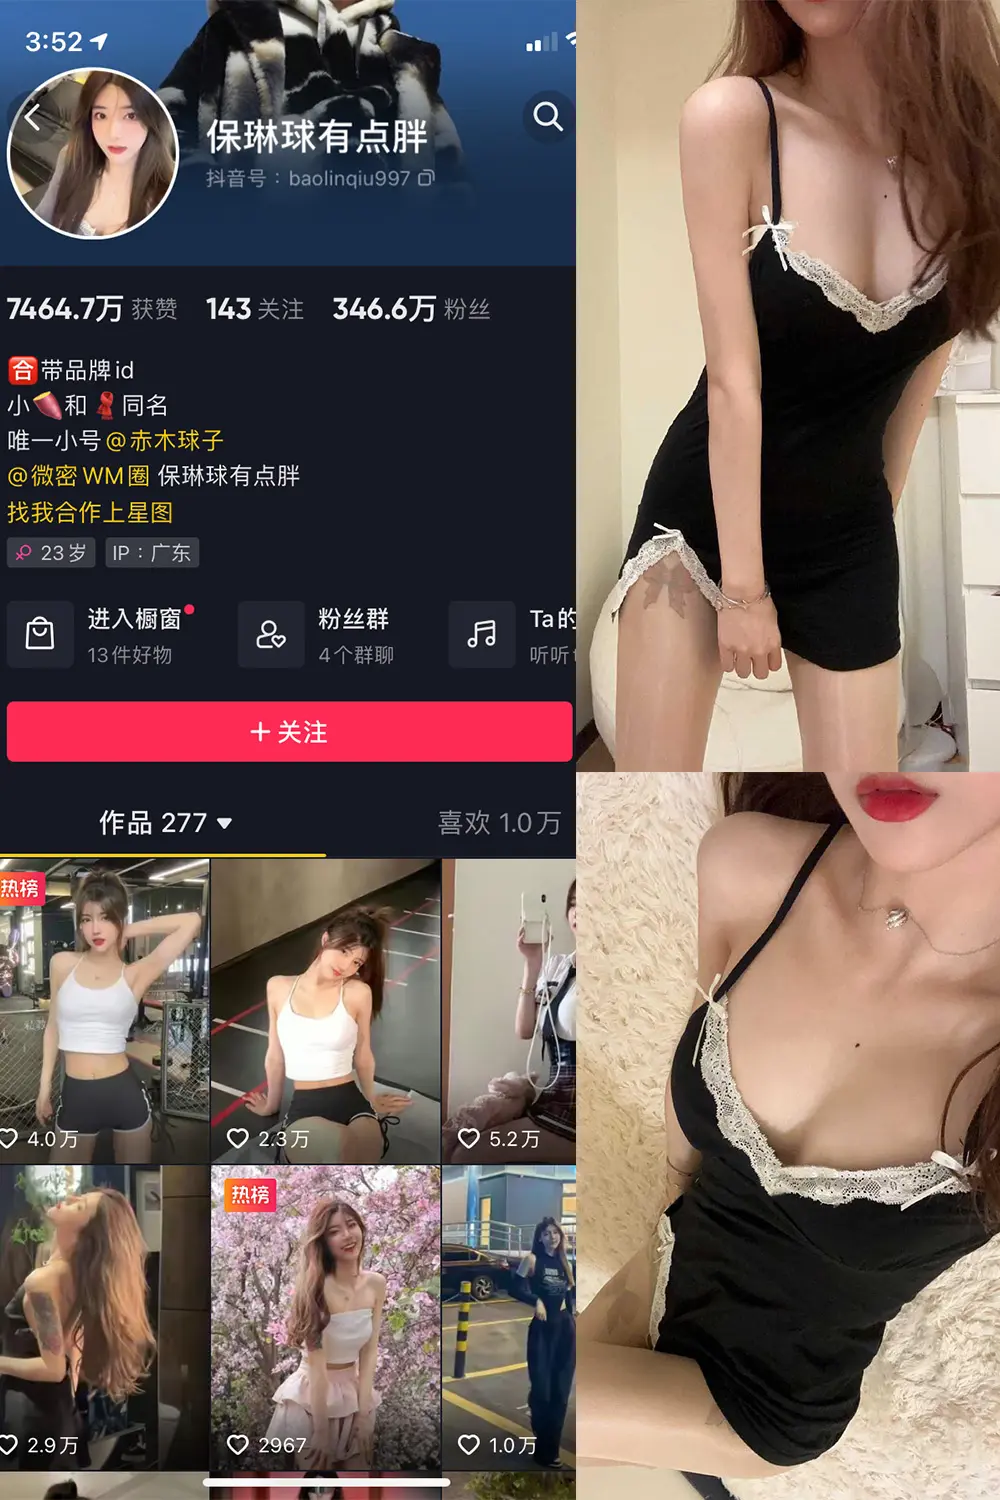 3:52
保琳球有点胖
抖音号：baolinqiu997
7464.7万 获赞 143 关注 346.6万 粉丝
合 带品牌id
小🍠和🧣同名
唯一小号@赤木球子
@微密WM圈 保琳球有点胖
找我合作上星图
23岁 IP：广东
进入橱窗 粉丝群 Ta的
13件好物 4个群聊 听听
+关注
作品 277 喜欢 1.0万
热榜
4.0万 2.3万 5.2万
热榜
2.9万 2967 1.0万